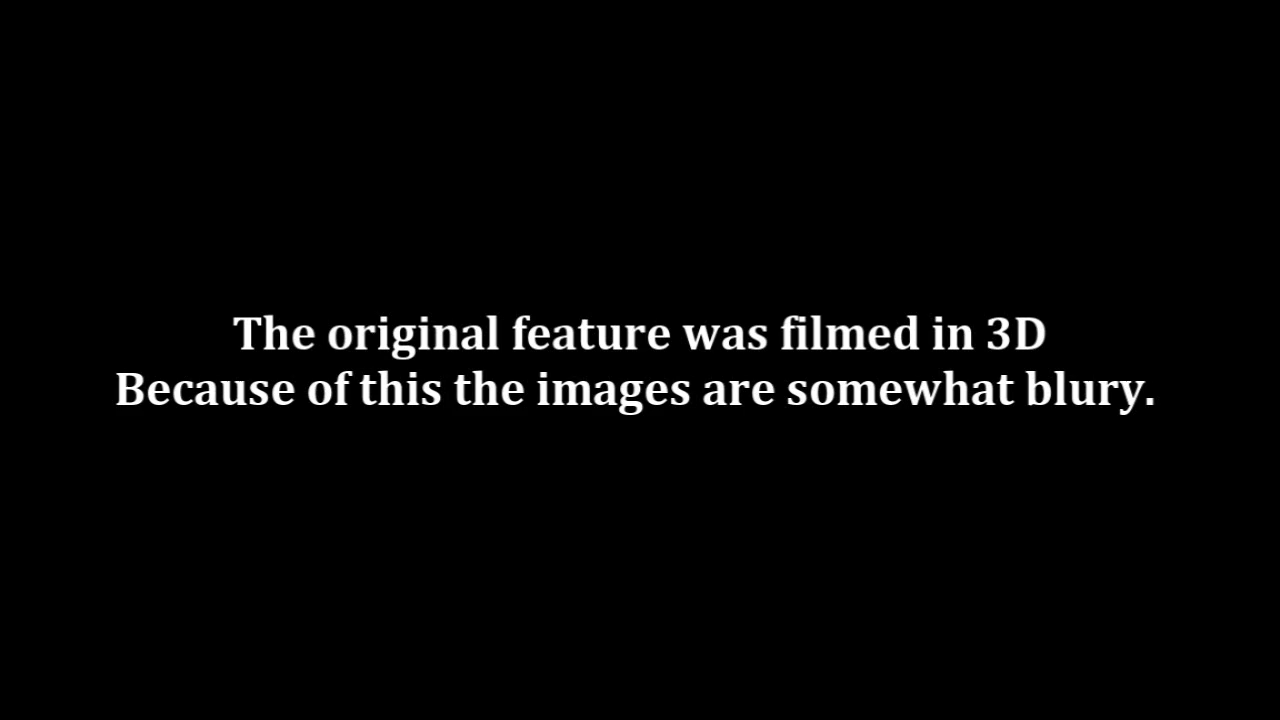 The original feature was filmed in 3D
Because of this the images are somewhat blury.